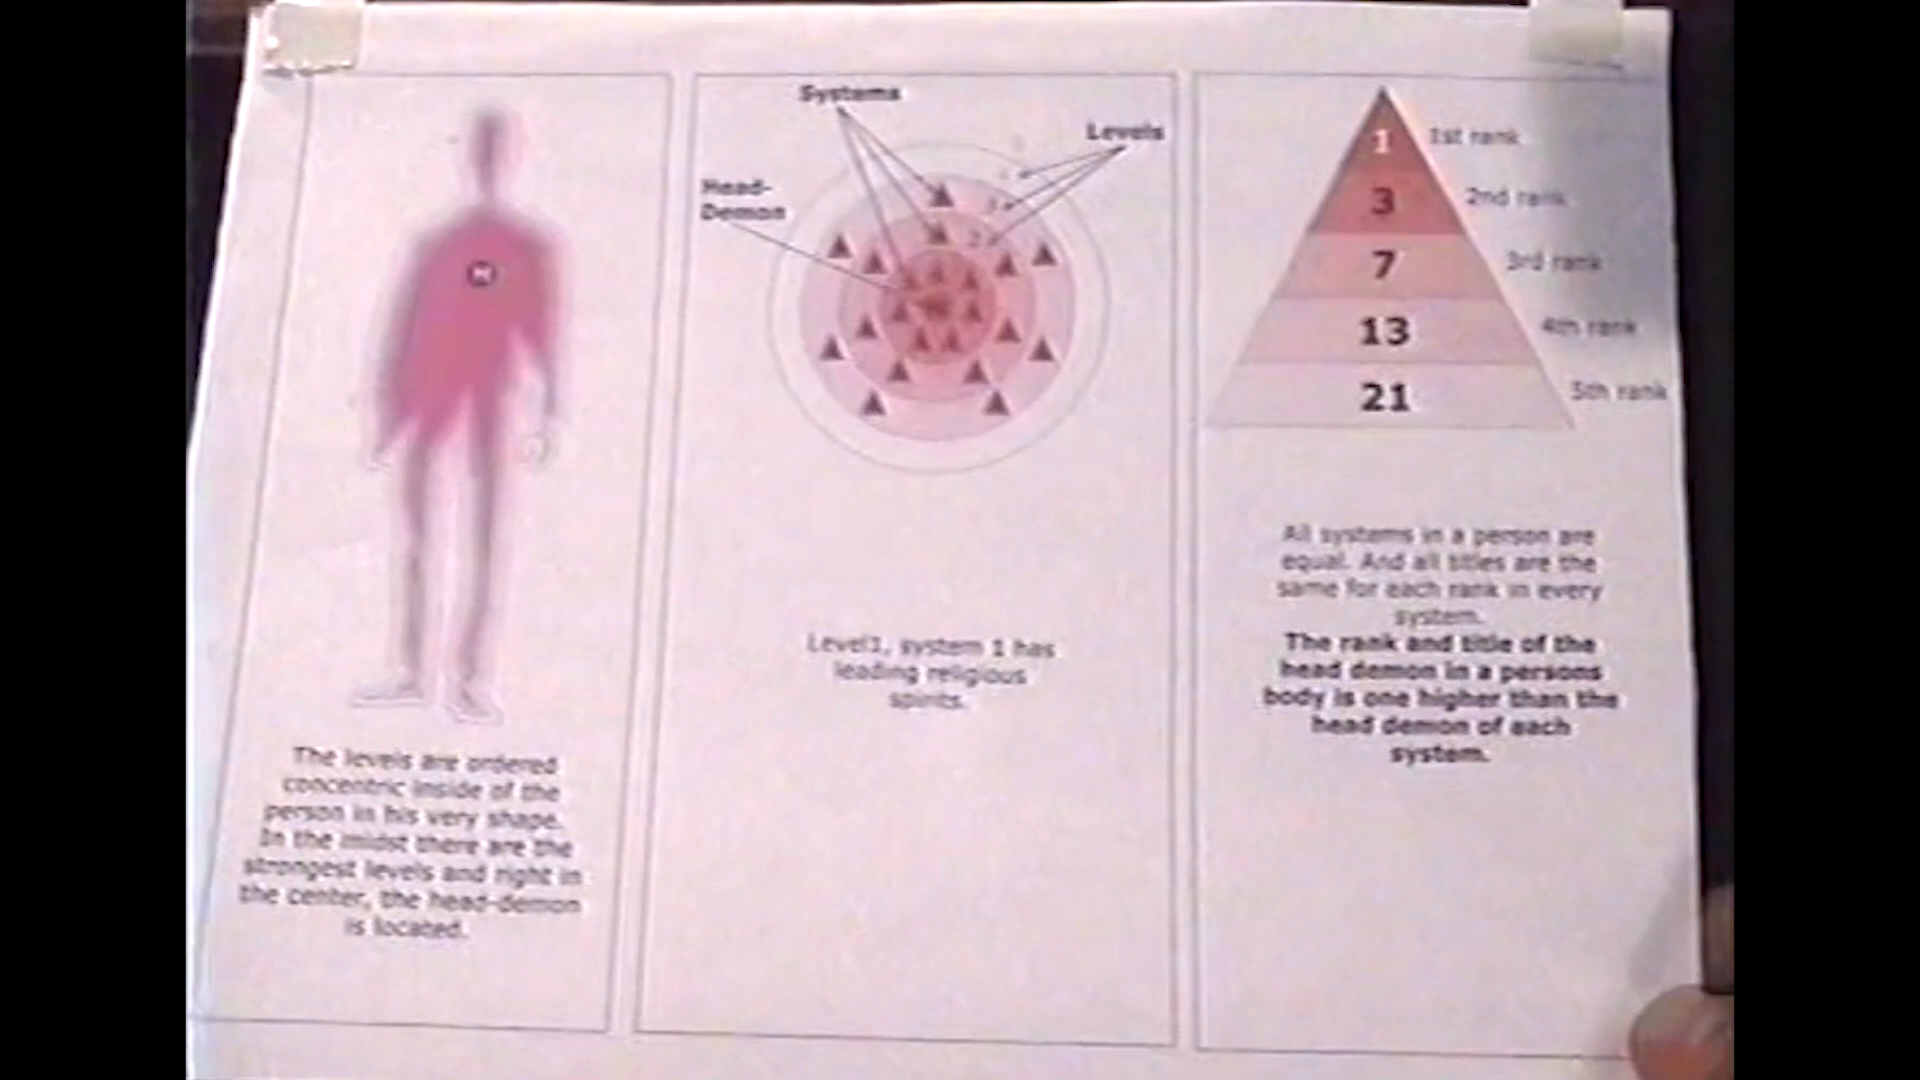 The levels are ordered
concentric inside of the
person in his very shape.
In the midst there are the
strongest levels and right in
the center, the head-demon
is located.
Systems
Levels
Head-
Demon
2
Level1, system 1 has
leading religious
spirits.
1 1st rank
3 2nd rank
7 3rd rank
13 4th rank
21 5th rank
All systems in a person are
equal. And all titles are the
same for each rank in every
system.
The rank and title of the
head demon in a persons
body is one higher than the
head demon of each
system.